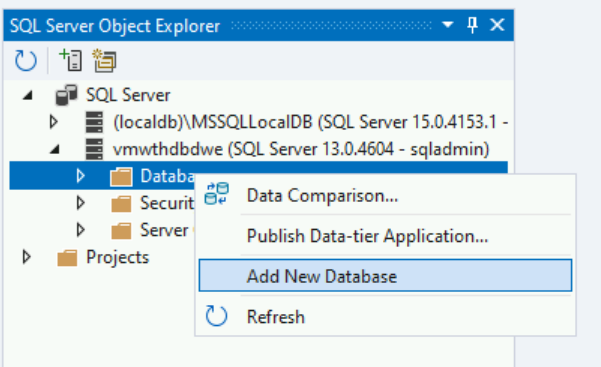 SQL Server Object Explorer
SQL Server
(localdb)\MSSQLLocalDB (SQL Server 15.0.4153.1 -
vmwthdbdwe (SQL Server 13.0.4604 - sqladmin)
Databa
Securit
Server
Projects
Data Comparison...
Publish Data-tier Application...
Add New Database
Refresh